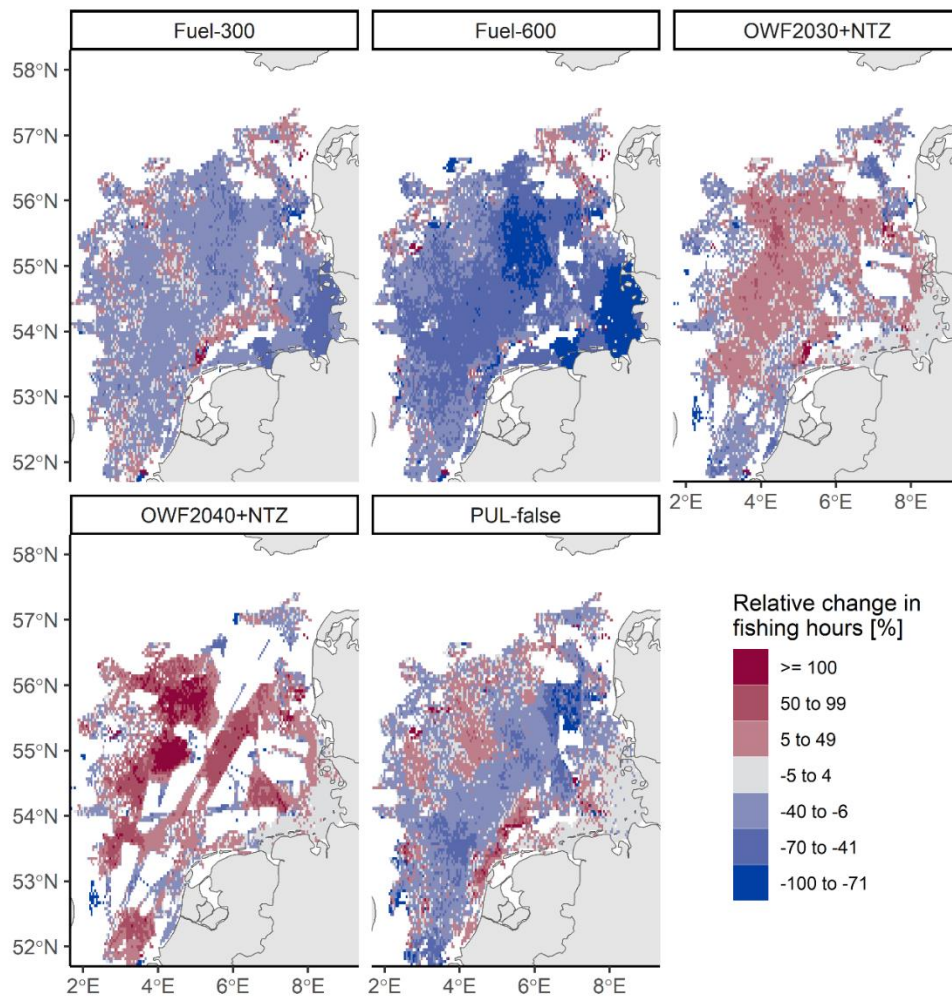 Fuel-300
Fuel-600
OWF2030+NTZ
58°N
57°N
56°N
55°N
54°N
53°N
52°N
2°E
4°E
6°E
8°E
OWF2040+NTZ
PUL-false
58°N
57°N
56°N
55°N
54°N
53°N
52°N
2°E
4°E
6°E
8°E
2°E
4°E
6°E
8°E
Relative change in
fishing hours [%]
>= 100
50 to 99
5 to 49
-5 to 4
-40 to -6
-70 to -41
-100 to -71